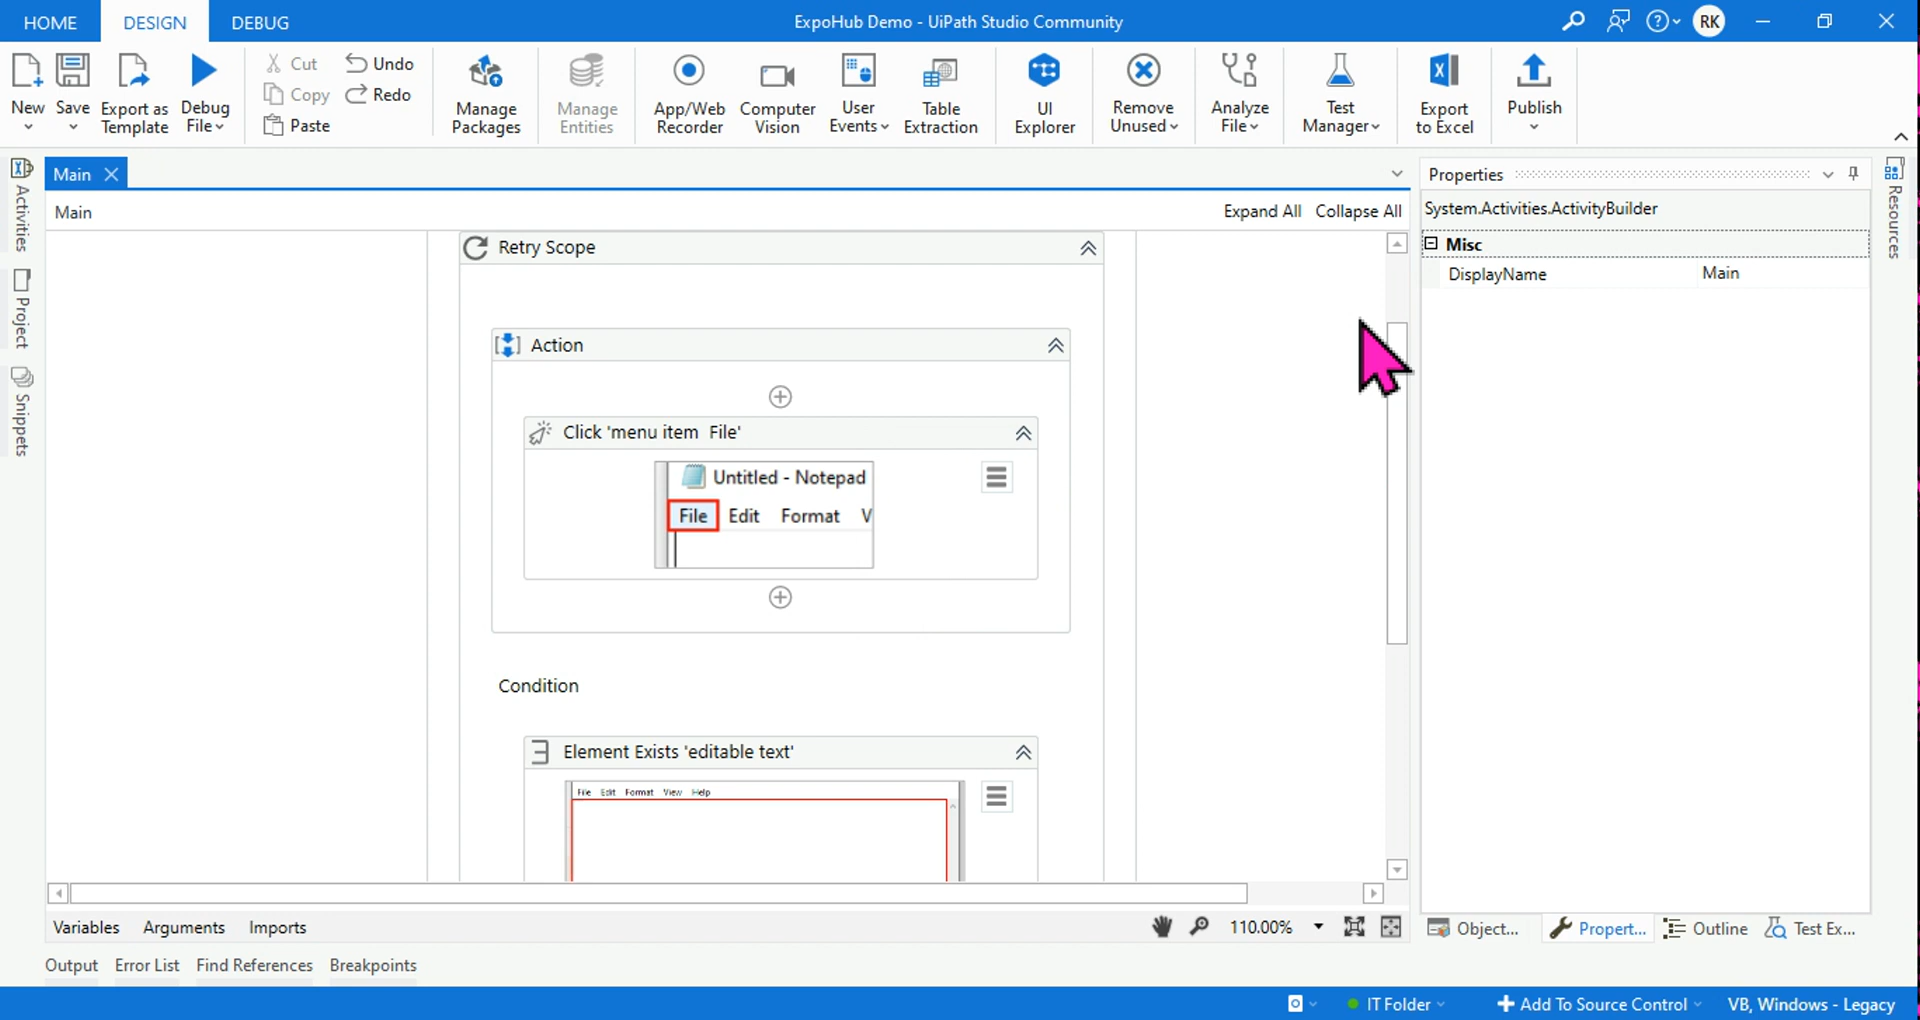 HOME DESIGN DEBUG ExpoHub Demo - UiPath Studio Community RK
New Save Export as Template Debug File Cut Copy Paste Undo Redo Manage Packages Manage Entities App/Web Recorder Computer Vision User Events Table Extraction UI Explorer Remove Unused Analyze File Test Manager Export to Excel Publish
Activities
Project
Snippets
Main
Main Expand All Collapse All
Retry Scope
Action
Click 'menu item File'
Untitled - Notepad
File Edit Format V
Condition
Element Exists 'editable text'
File Edit Format View Help
Properties
System.Activities.ActivityBuilder
Misc
DisplayName Main
Resources
Variables Arguments Imports 110.00% Object... Propert... Outline Test Ex...
Output Error List Find References Breakpoints
IT Folder Add To Source Control VB, Windows - Legacy